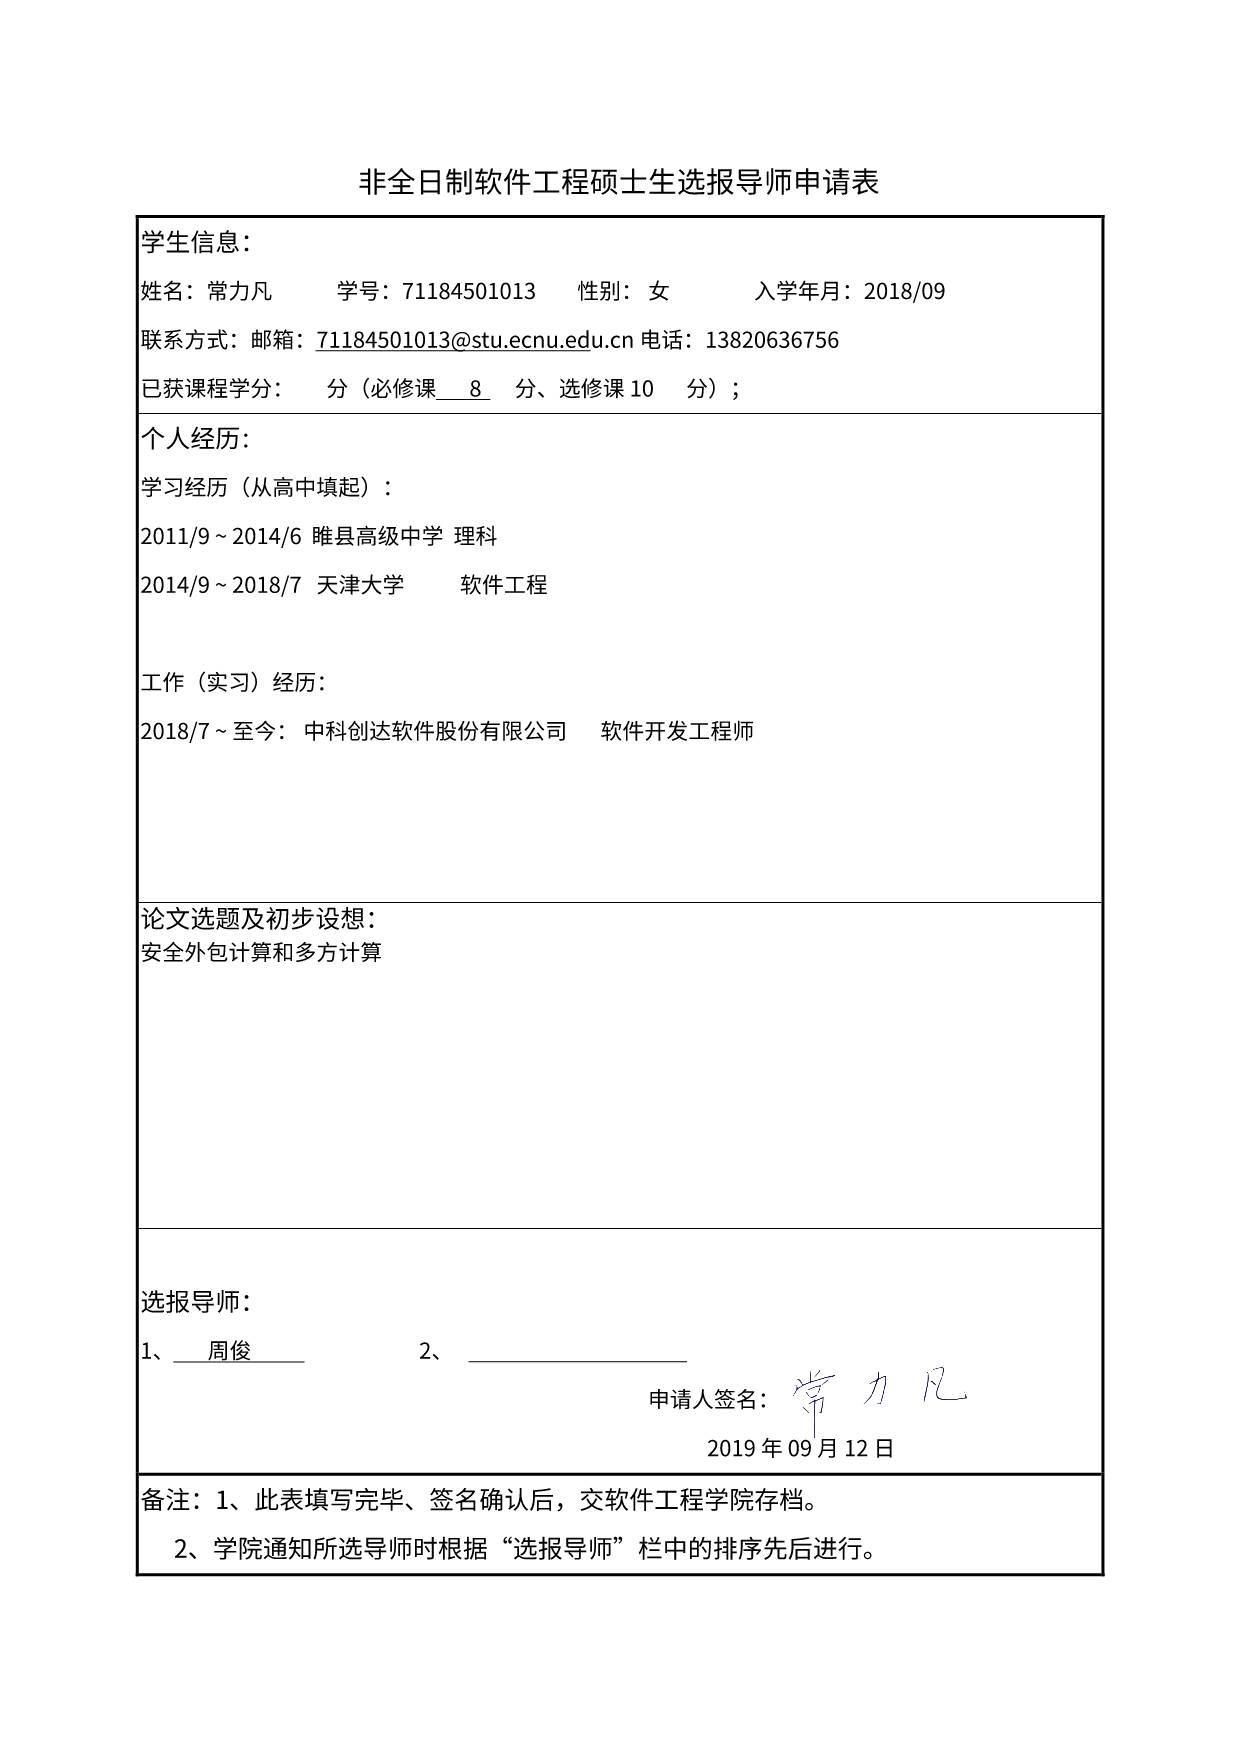 非全日制软件工程硕士生选报导师申请表
学生信息：
姓名：常力凡 学号：71184501013 性别： 女 入学年月：2018/09
联系方式：邮箱：71184501013@stu.ecnu.edu.cn 电话：13820636756
已获课程学分： 分（必修课 8 分、选修课 10 分）；
个人经历：
学习经历（从高中填起）：
2011/9 ~ 2014/6 睢县高级中学 理科
2014/9 ~ 2018/7 天津大学 软件工程
工作（实习）经历：
2018/7 ~ 至今： 中科创达软件股份有限公司 软件开发工程师
论文选题及初步设想：
安全外包计算和多方计算
选报导师：
1、 周俊 2、
申请人签名： 常力凡
2019 年 09 月 12 日
备注：1、此表填写完毕、签名确认后，交软件工程学院存档。
2、学院通知所选导师时根据“选报导师”栏中的排序先后进行。